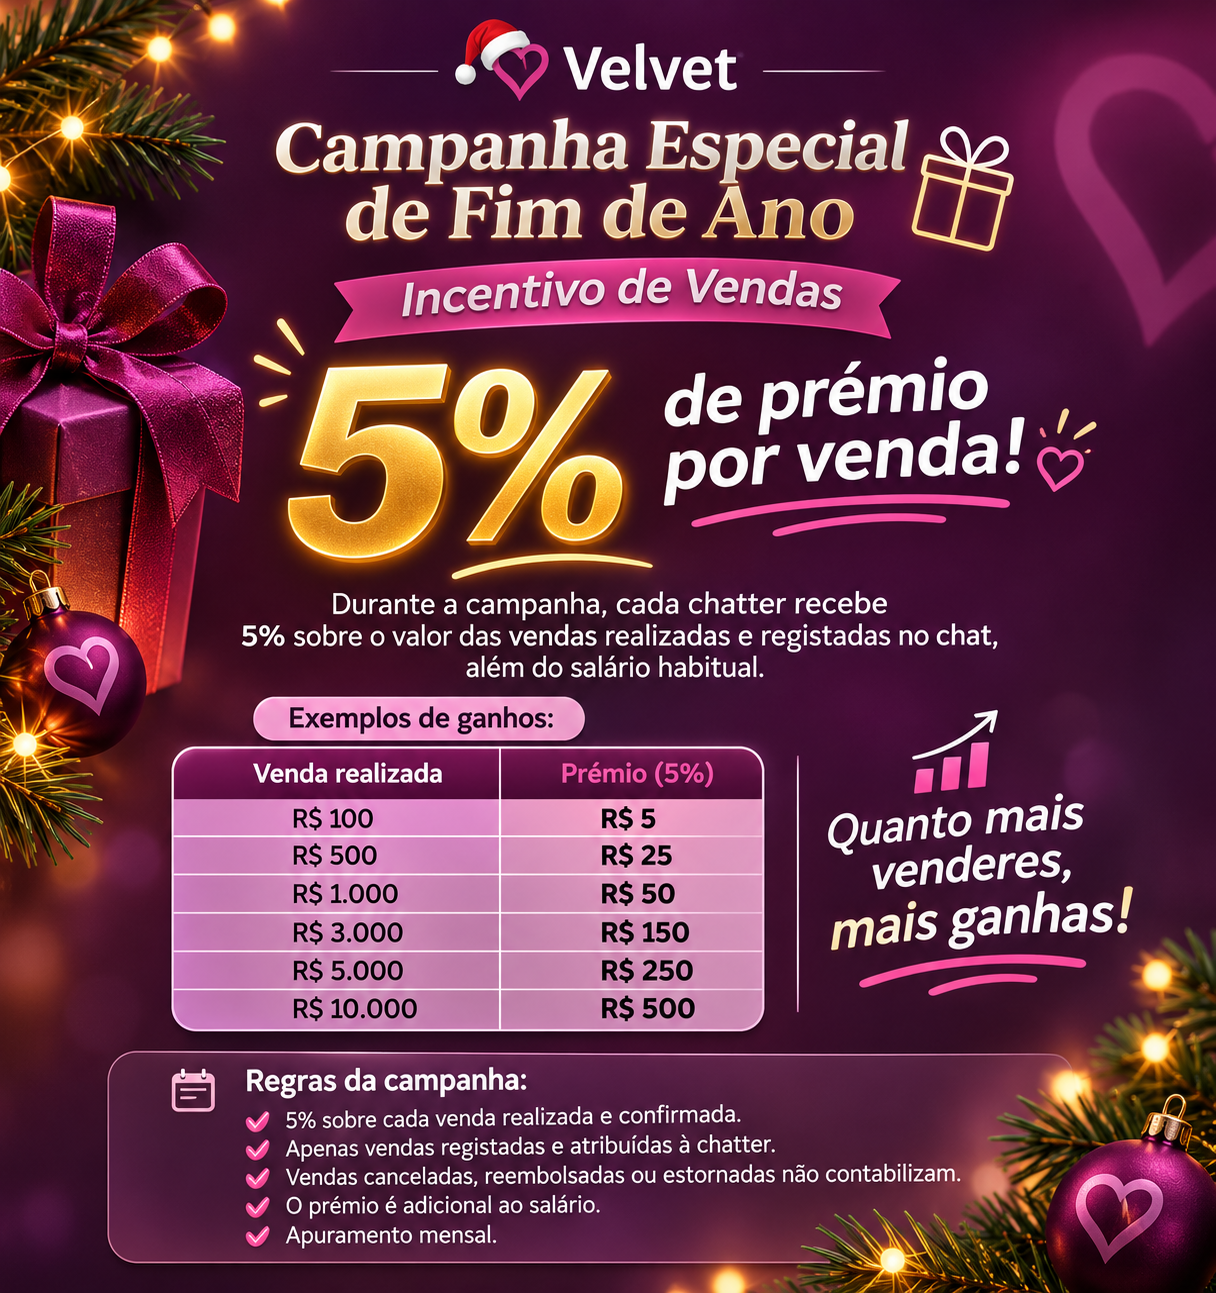 Velvet
Campanha Especial
de Fim de Ano
Incentivo de Vendas
5%
de prémio
por venda!
Durante a campanha, cada chatter recebe
5% sobre o valor das vendas realizadas e registadas no chat,
além do salário habitual.
Exemplos de ganhos:
Venda realizada Prémio (5%)
R$ 100 R$ 5
R$ 500 R$ 25
R$ 1.000 R$ 50
R$ 3.000 R$ 150
R$ 5.000 R$ 250
R$ 10.000 R$ 500
Quanto mais
venderes,
mais ganhas!
Regras da campanha:
5% sobre cada venda realizada e confirmada.
Apenas vendas registadas e atribuídas à chatter.
Vendas canceladas, reembolsadas ou estornadas não contabilizam.
O prémio é adicional ao salário.
Apuramento mensal.